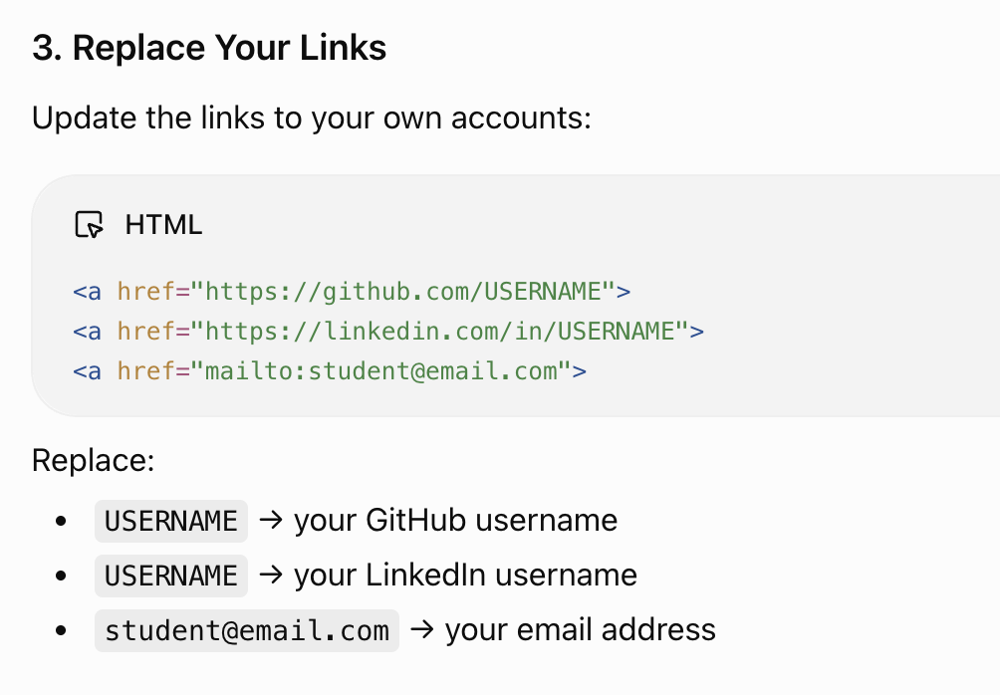 3. Replace Your Links
Update the links to your own accounts:
HTML
<a href="https://github.com/USERNAME">
<a href="https://linkedin.com/in/USERNAME">
<a href="mailto:student@email.com">
Replace:
• USERNAME → your GitHub username
• USERNAME → your LinkedIn username
• student@email.com → your email address